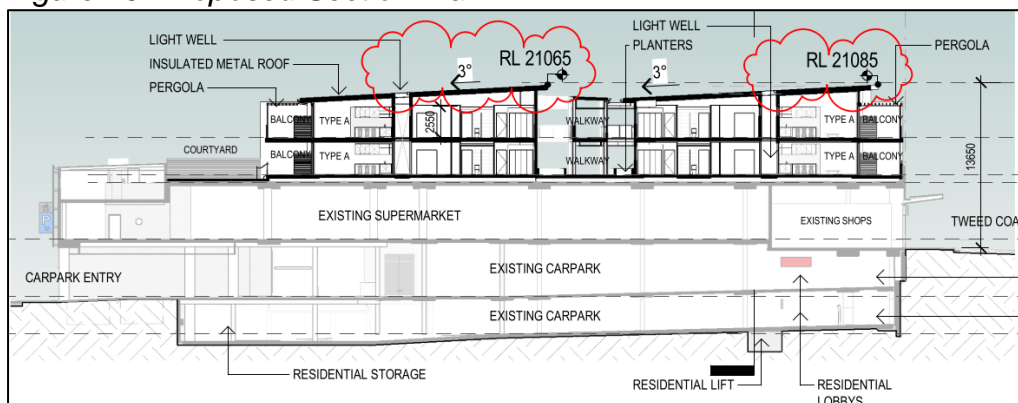 LIGHT WELL
INSULATED METAL ROOF
PERGOLA
3°
RL 21065
LIGHT WELL
PLANTERS
3°
RL 21085
PERGOLA
BALCONY
TYPE A
2550
WALKWAY
TYPE A
BALCONY
COURTYARD
BALCONY
TYPE A
WALKWAY
TYPE A
BALCONY
13650
P
EXISTING SUPERMARKET
EXISTING SHOPS
TWEED COA
CARPARK ENTRY
EXISTING CARPARK
EXISTING CARPARK
RESIDENTIAL STORAGE
RESIDENTIAL LIFT
RESIDENTIAL
LOBBYS